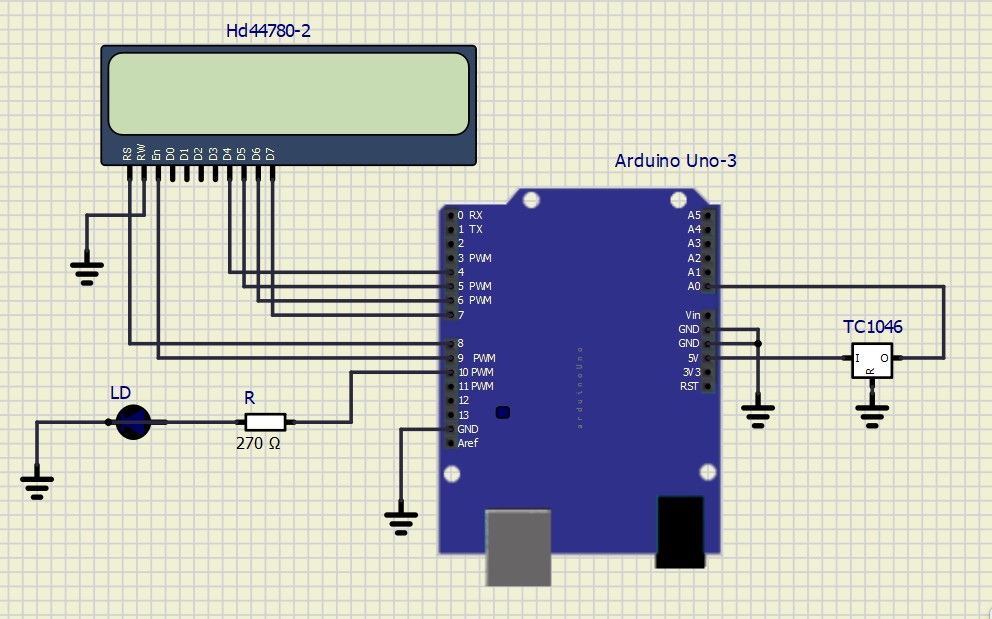 Hd44780-2
RS RW En D0 D1 D2 D3 D4 D5 D6 D7
Arduino Uno-3
0 RX
1 TX
2
3 PWM
4
5 PWM
6 PWM
7
8
9 PWM
10 PWM
11 PWM
12
13
GND
Aref
arduinoUno
A5
A4
A3
A2
A1
A0
Vin
GND
GND
5V
3V3
RST
TC1046
I R O
LD
R
270 Ω